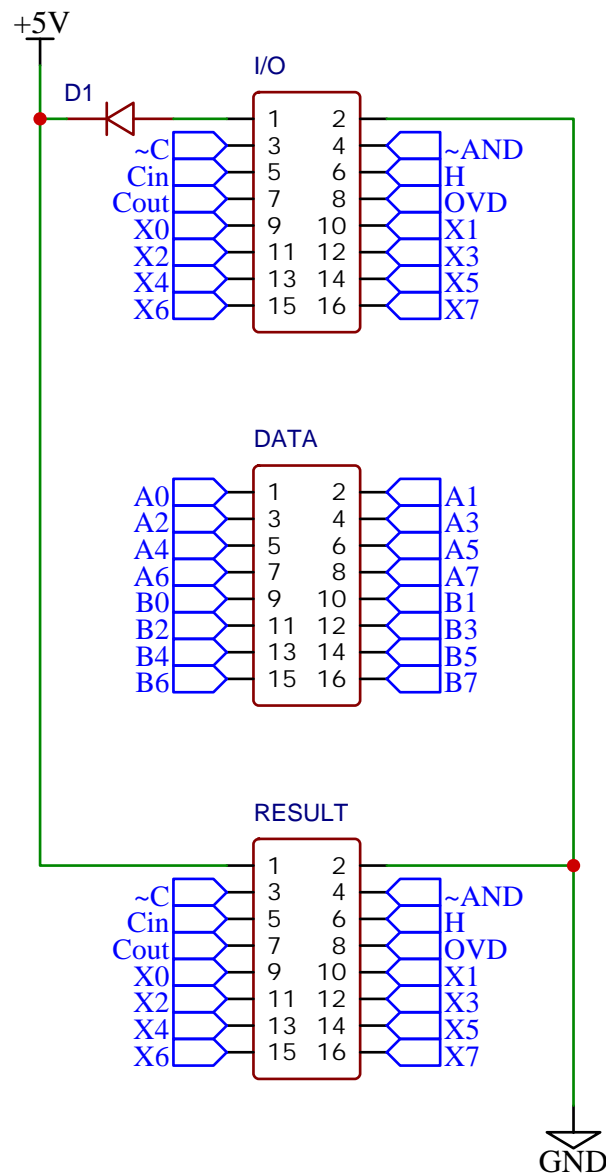 +5V
I/O
D1
1 2
~C 3 4 ~AND
Cin 5 6 H
Cout 7 8 OVD
X0 9 10 X1
X2 11 12 X3
X4 13 14 X5
X6 15 16 X7
DATA
A0 1 2 A1
A2 3 4 A3
A4 5 6 A5
A6 7 8 A7
B0 9 10 B1
B2 11 12 B3
B4 13 14 B5
B6 15 16 B7
RESULT
1 2
~C 3 4 ~AND
Cin 5 6 H
Cout 7 8 OVD
X0 9 10 X1
X2 11 12 X3
X4 13 14 X5
X6 15 16 X7
GND